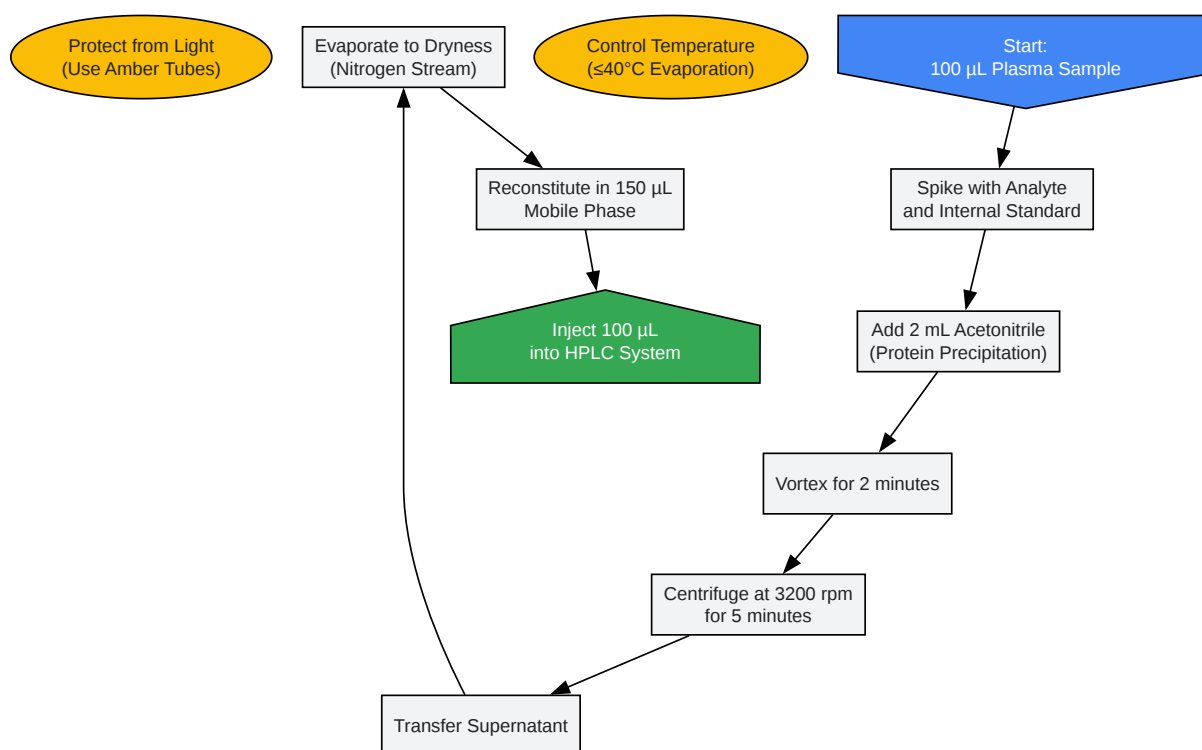 Protect from Light
(Use Amber Tubes)
Evaporate to Dryness
(Nitrogen Stream)
Control Temperature
(≤40°C Evaporation)
Start:
100 µL Plasma Sample
Reconstitute in 150 µL
Mobile Phase
Spike with Analyte
and Internal Standard
Inject 100 µL
into HPLC System
Add 2 mL Acetonitrile
(Protein Precipitation)
Vortex for 2 minutes
Centrifuge at 3200 rpm
for 5 minutes
Transfer Supernatant